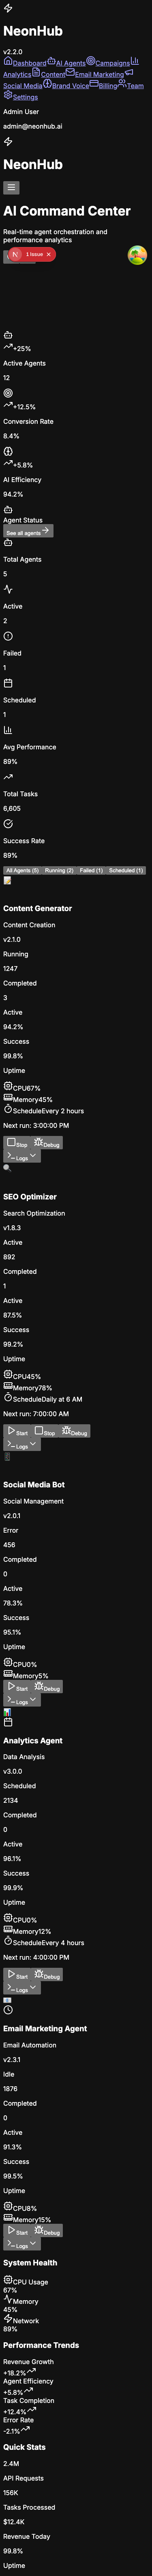 NeonHub
v2.2.0
Dashboard AI Agents Campaigns
Analytics Content Email Marketing
Social Media Brand Voice Billing Team
Settings
Admin User
admin@neonhub.ai
NeonHub
AI Command Center
Real-time agent orchestration and
performance analytics
N 1 Issue ×
+25%
Active Agents
12
+12.5%
Conversion Rate
8.4%
+5.8%
AI Efficiency
94.2%
Agent Status
See all agents
Total Agents
5
Active
2
Failed
1
Scheduled
1
Avg Performance
89%
Total Tasks
6,605
Success Rate
89%
All Agents (5) Running (2) Failed (1) Scheduled (1)
Content Generator
Content Creation
v2.1.0
Running
1247
Completed
3
Active
94.2%
Success
99.8%
Uptime
CPU67%
Memory45%
ScheduleEvery 2 hours
Next run: 3:00:00 PM
Stop Debug
Logs
SEO Optimizer
Search Optimization
v1.8.3
Active
892
Completed
1
Active
87.5%
Success
99.2%
Uptime
CPU45%
Memory78%
ScheduleDaily at 6 AM
Next run: 7:00:00 AM
Start Stop Debug
Logs
Social Media Bot
Social Management
v2.0.1
Error
456
Completed
0
Active
78.3%
Success
95.1%
Uptime
CPU0%
Memory5%
Start Debug
Logs
Analytics Agent
Data Analysis
v3.0.0
Scheduled
2134
Completed
0
Active
96.1%
Success
99.9%
Uptime
CPU0%
Memory12%
ScheduleEvery 4 hours
Next run: 4:00:00 PM
Start Debug
Logs
Email Marketing Agent
Email Automation
v2.3.1
Idle
1876
Completed
0
Active
91.3%
Success
99.5%
Uptime
CPU8%
Memory15%
Start Debug
Logs
System Health
CPU Usage
67%
Memory
45%
Network
89%
Performance Trends
Revenue Growth
+18.2%
Agent Efficiency
+5.8%
Task Completion
+12.4%
Error Rate
-2.1%
Quick Stats
2.4M
API Requests
156K
Tasks Processed
$12.4K
Revenue Today
99.8%
Uptime